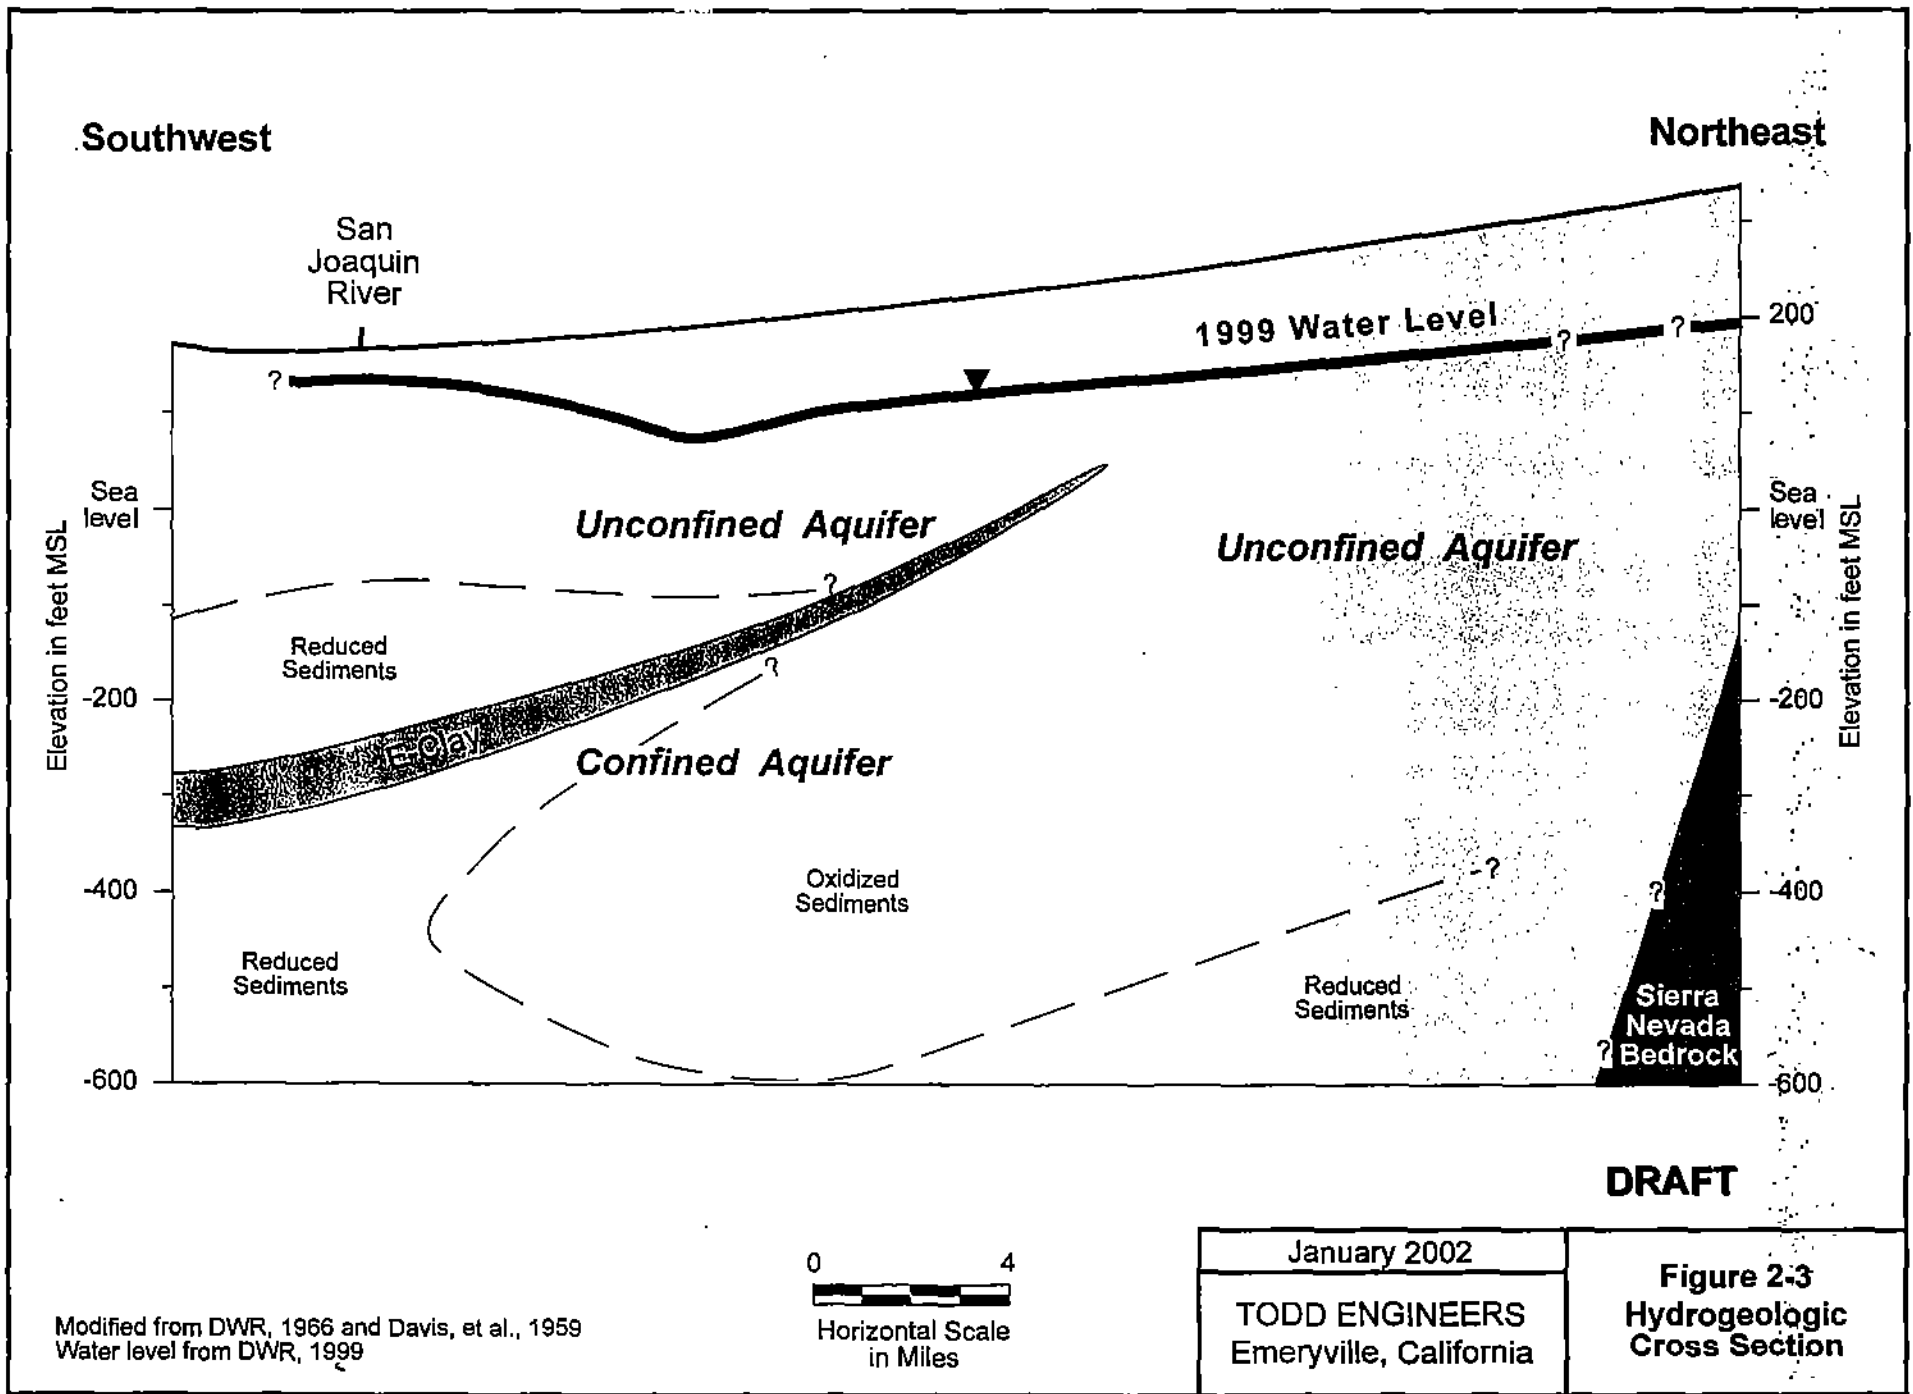 Southwest
Northeast
San
Joaquin
River
1999 Water Level
?
?
?
200
Sea
level
Sea
level
Unconfined Aquifer
Unconfined Aquifer
Elevation in feet MSL
Elevation in feet MSL
?
Reduced
Sediments
?
-200
-200
E-Clay
Confined Aquifer
-400
Oxidized
Sediments
-?
?
-400
Reduced
Sediments
Reduced
Sediments
Sierra
Nevada
Bedrock
?
-600
-600
DRAFT
0 4
Horizontal Scale
in Miles
January 2002
TODD ENGINEERS
Emeryville, California
Figure 2-3
Hydrogeologic
Cross Section
Modified from DWR, 1966 and Davis, et al., 1959
Water level from DWR, 1999